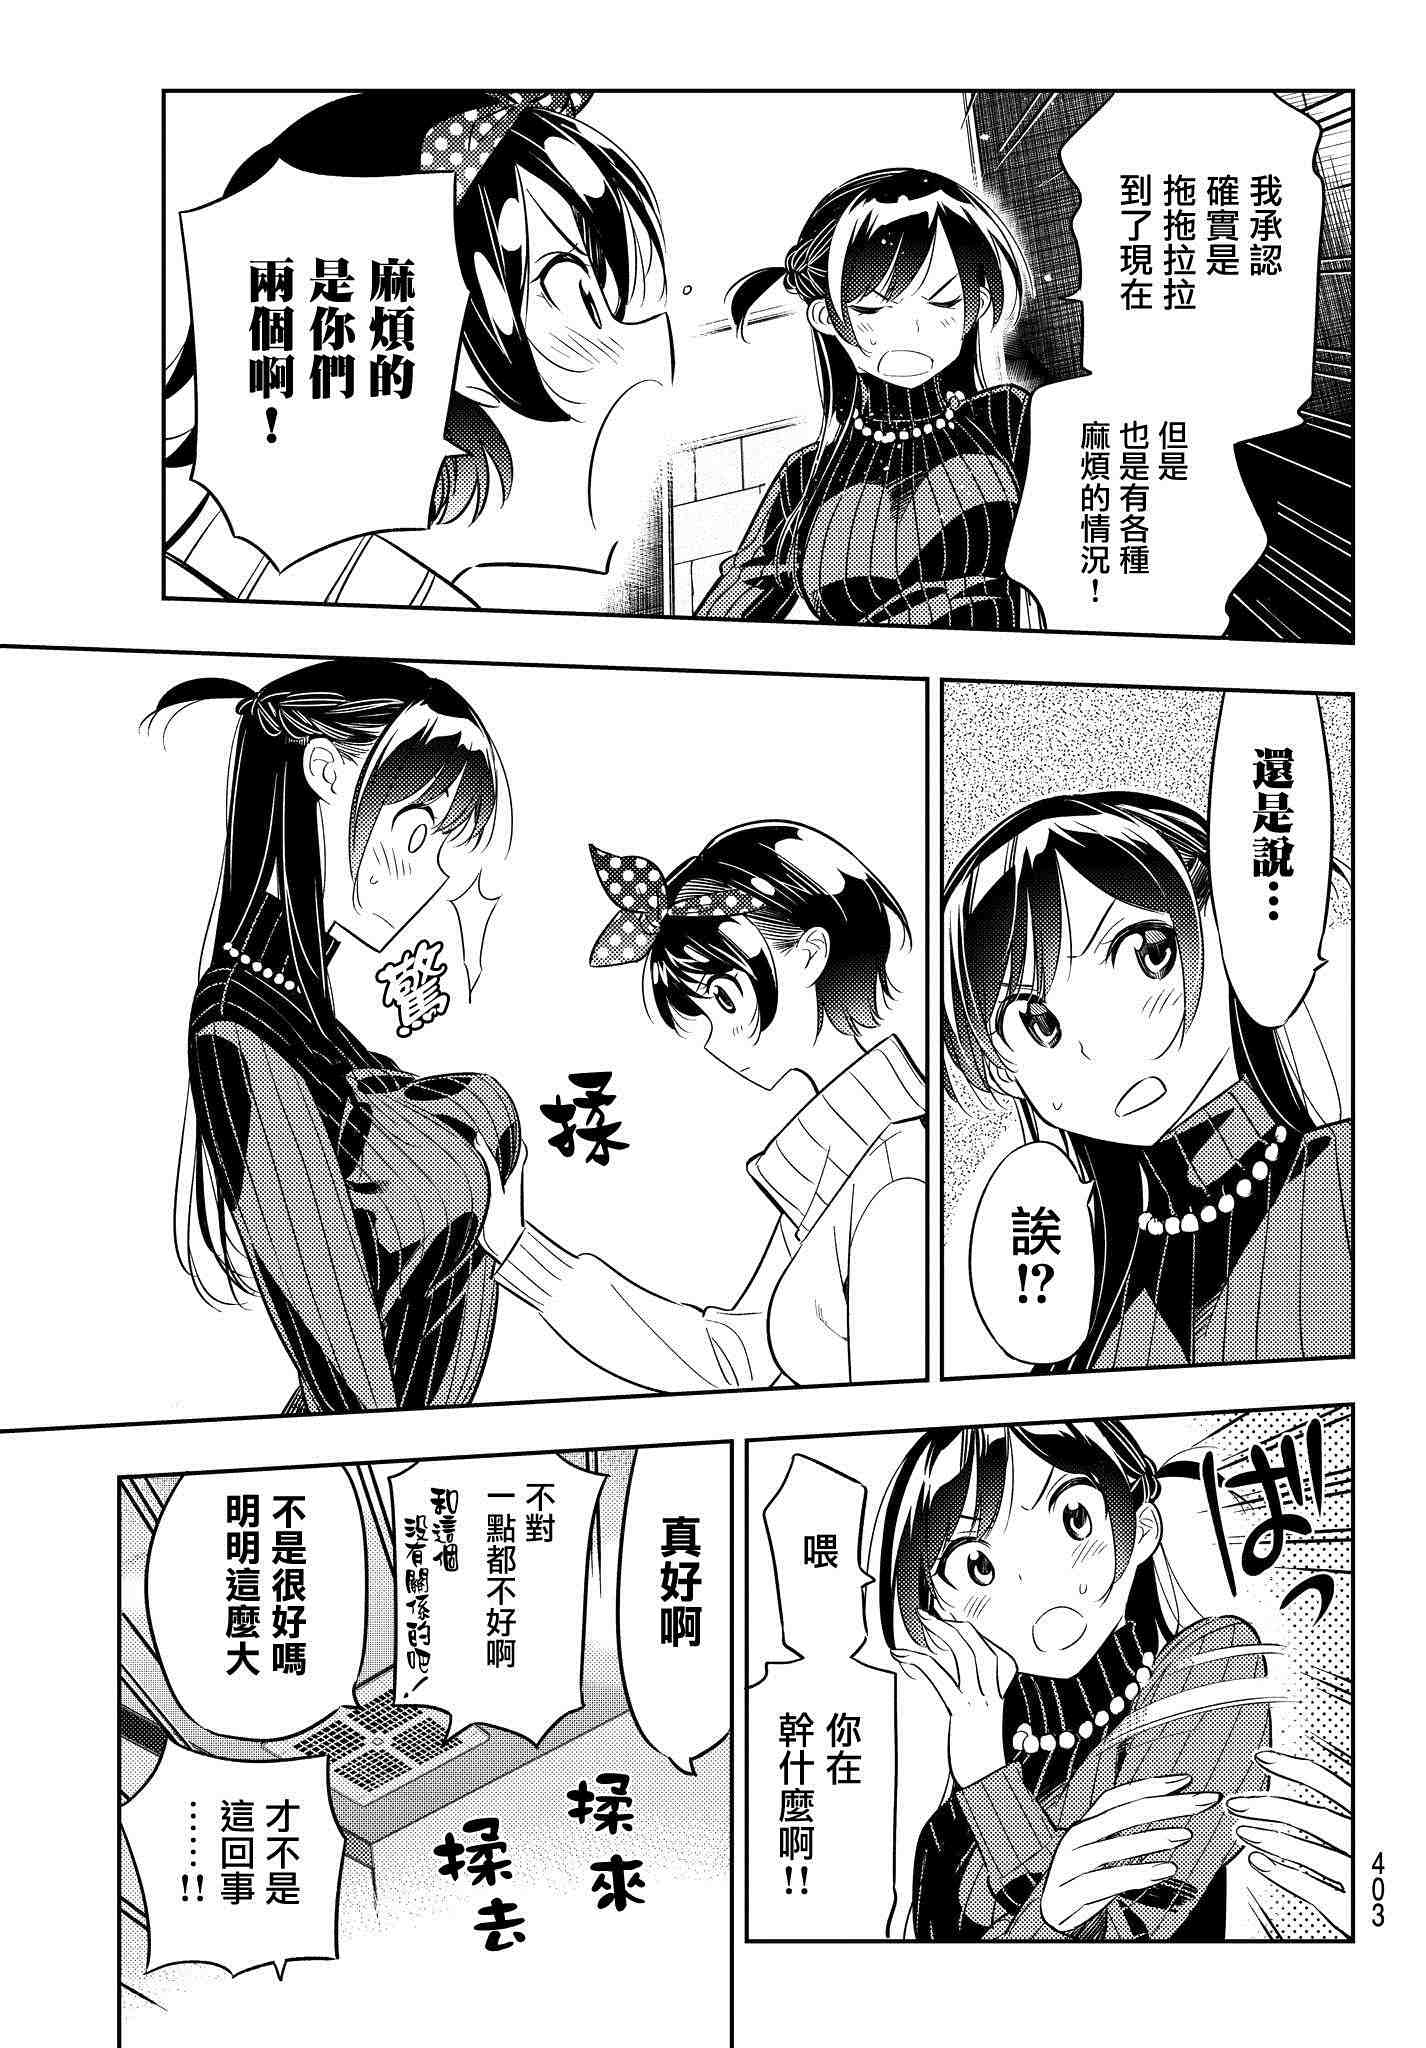 我承認
確實是
拖拖拉拉
到了現在
但是
也是有各種
麻煩的情況！
麻煩的
是你們
兩個啊！
還是說…
誒!?
驚
揉
ばっ
喂
你在
幹什麼啊!!
真好啊
不對
一點都不好啊
和這個
沒有關係的吧！
不是很好嗎
明明這麼大
揉來
揉去
才不是
這回事
……!!
403